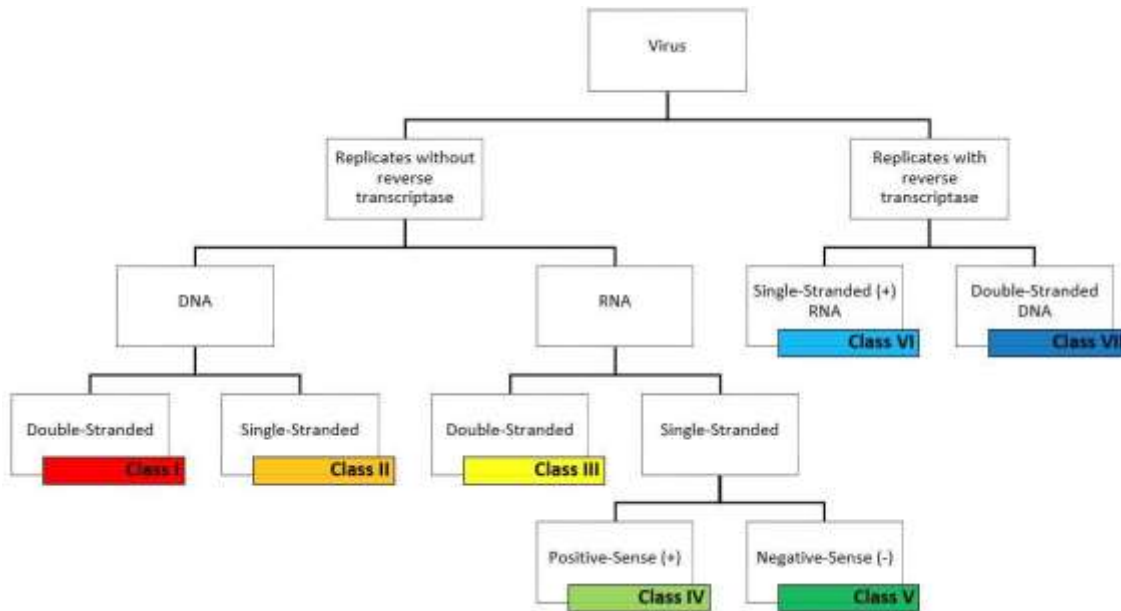 Virus
Replicates without
reverse
transcriptase
Replicates with
reverse
transcriptase
DNA
RNA
Single-Stranded (+)
RNA
Class VI
Double-Stranded
DNA
Class VII
Double-Stranded
Class I
Single-Stranded
Class II
Double-Stranded
Class III
Single-Stranded
Positive-Sense (+)
Class IV
Negative-Sense (-)
Class V